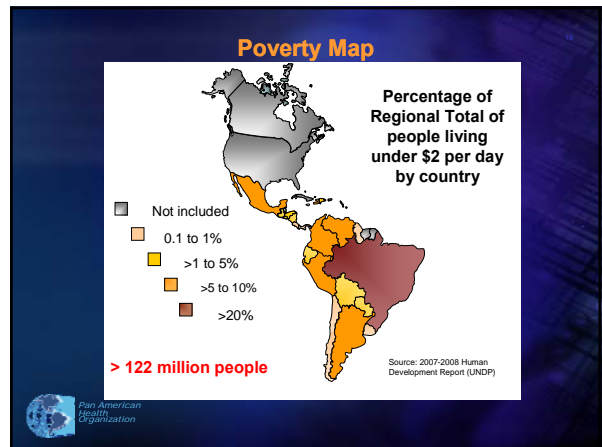 Poverty Map
Percentage of
Regional Total of
people living
under $2 per day
by country
Not included
0.1 to 1%
>1 to 5%
>5 to 10%
>20%
> 122 million people
Source: 2007-2008 Human
Development Report (UNDP)
Pan American
Health
Organization